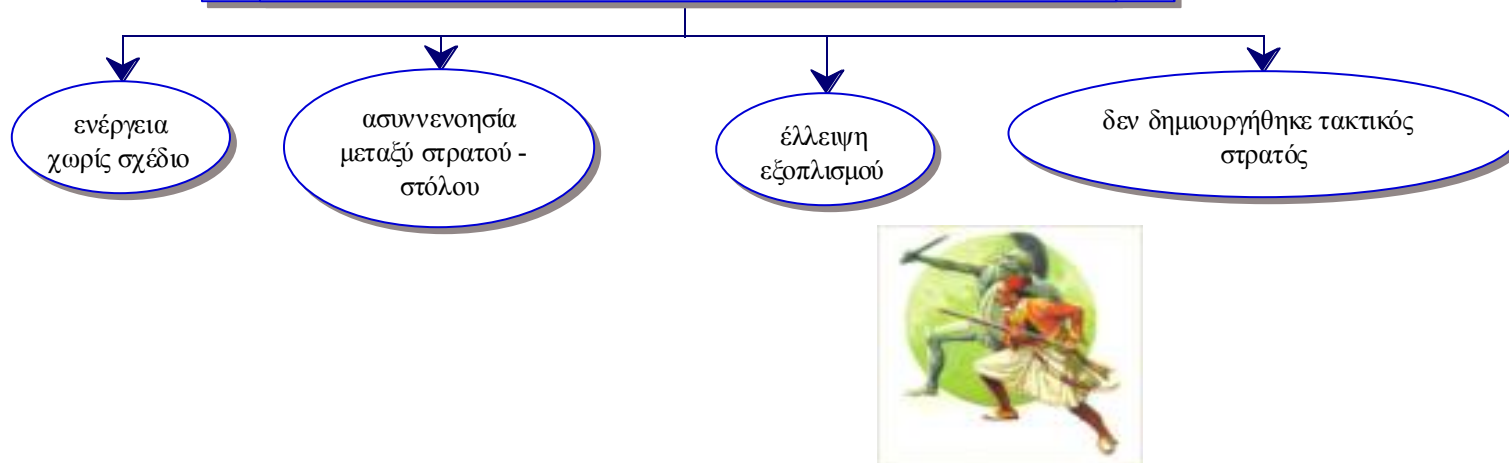 ενέργεια
χωρίς σχέδιο
ασυννενοησία
μεταξύ στρατού -
στόλου
έλλειψη
εξοπλισμού
δεν δημιουργήθηκε τακτικός
στρατός